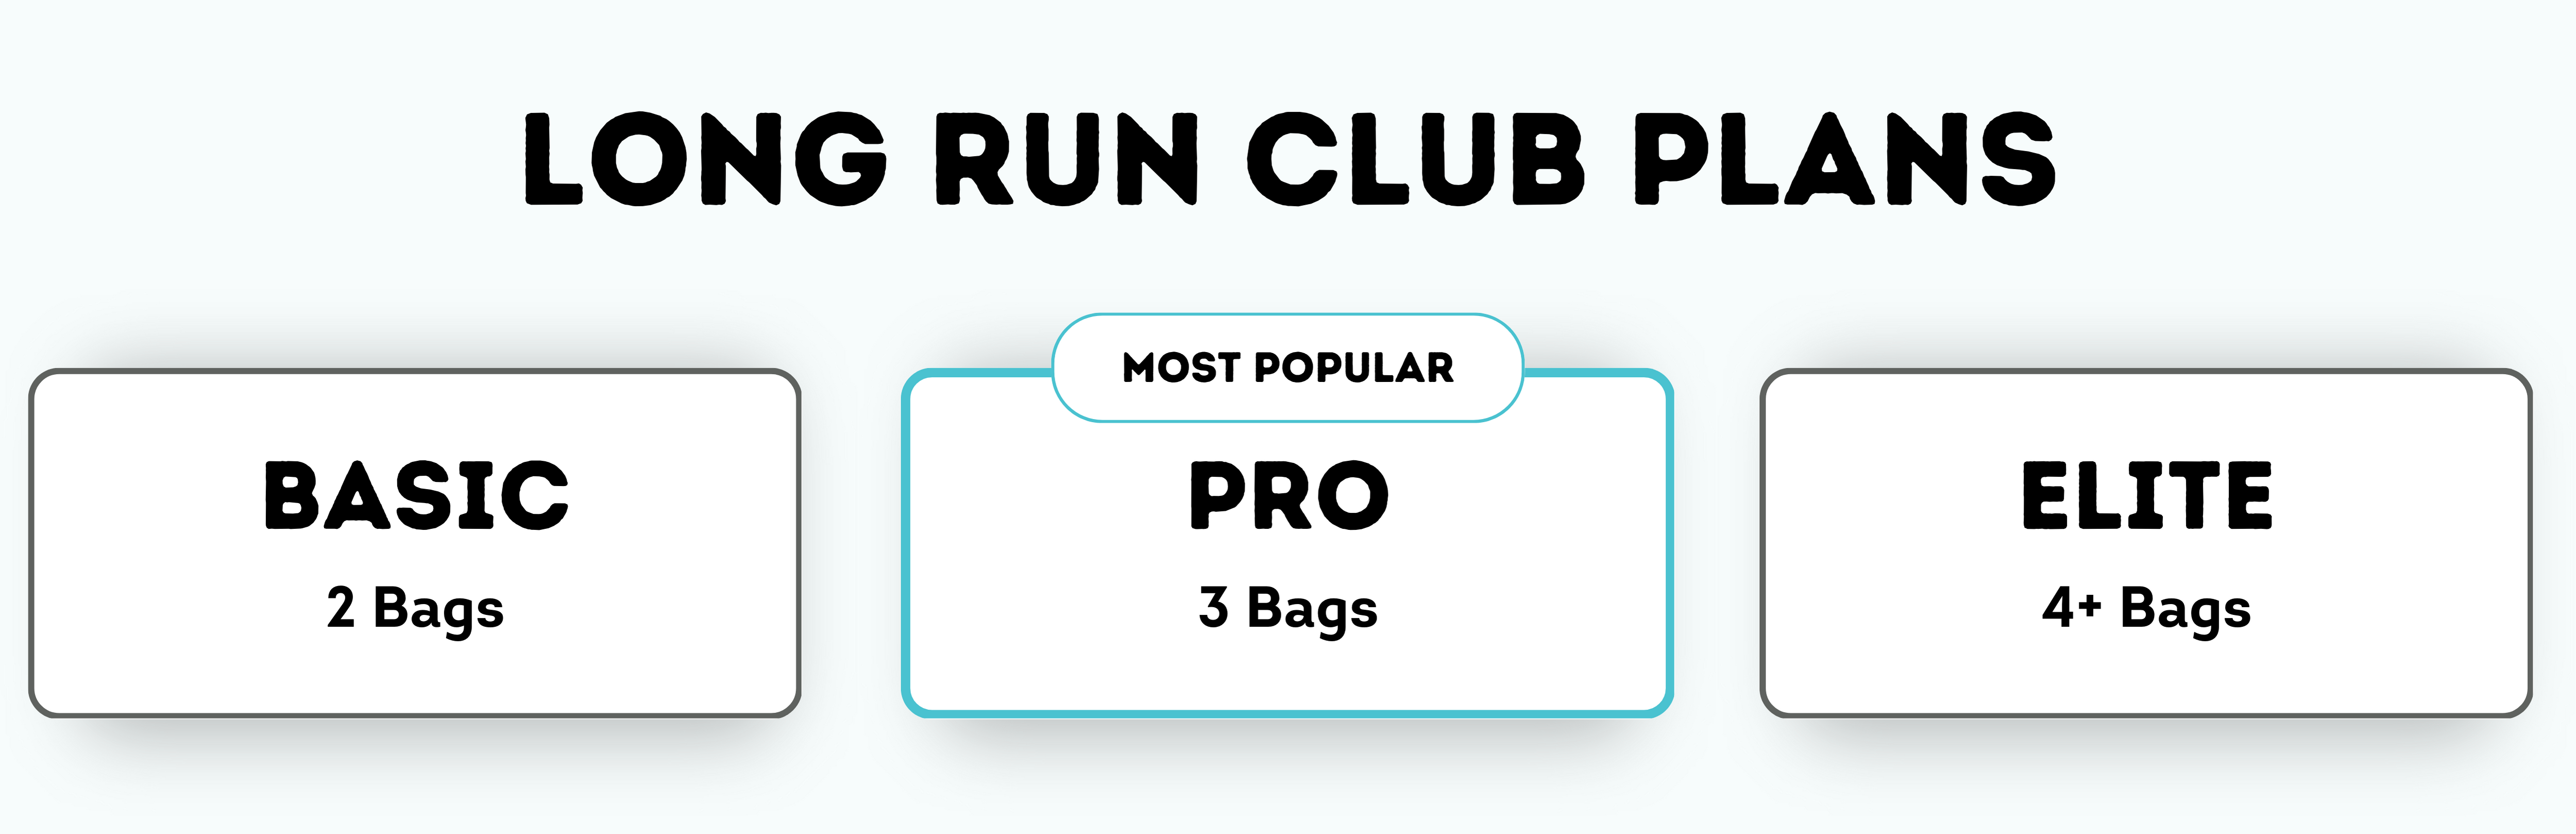 LONG RUN CLUB PLANS
MOST POPULAR
BASIC
2 Bags
PRO
3 Bags
ELITE
4+ Bags